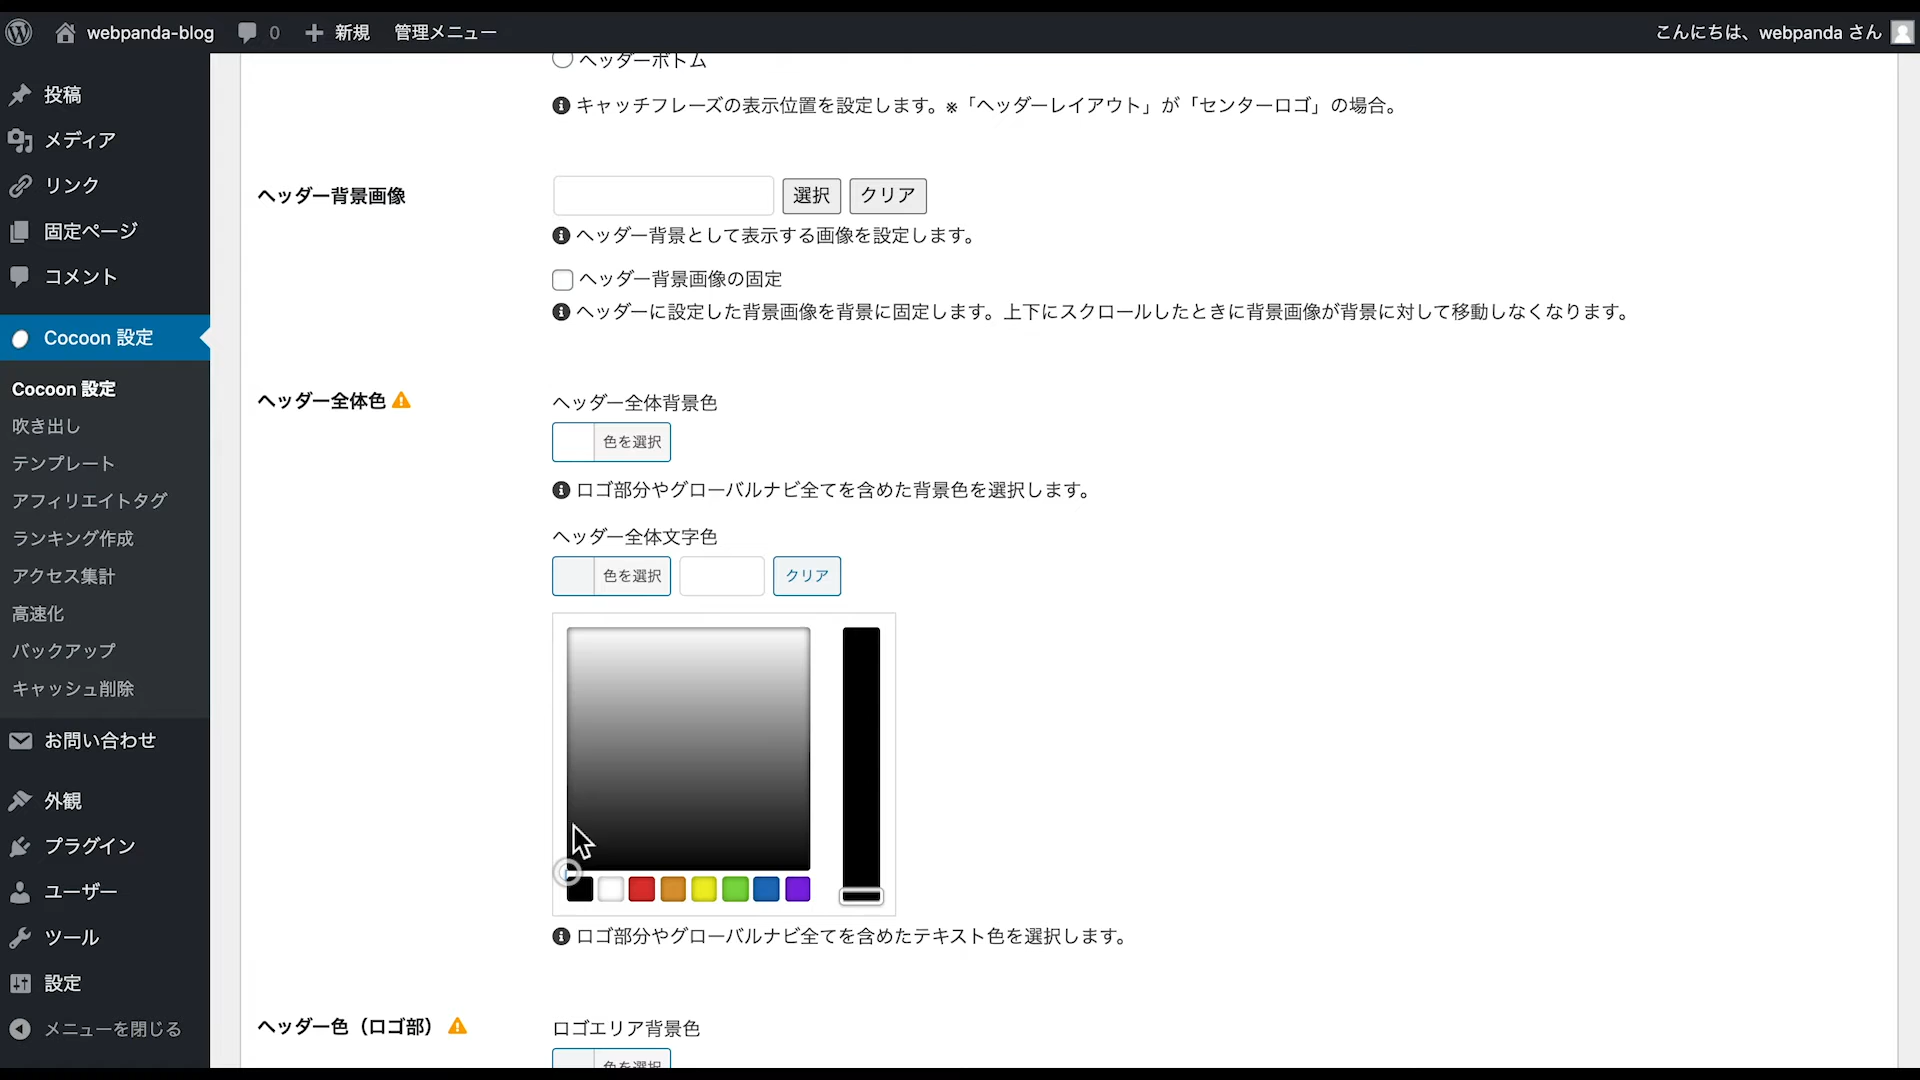 webpanda-blog
0
新規
管理メニュー
こんにちは、webpanda さん
投稿
メディア
リンク
固定ページ
コメント
Cocoon 設定
Cocoon 設定
吹き出し
テンプレート
アフィリエイトタグ
ランキング作成
アクセス集計
高速化
バックアップ
キャッシュ削除
お問い合わせ
外観
プラグイン
ユーザー
ツール
設定
メニューを閉じる
ヘッダーボトム
キャッチフレーズの表示位置を設定します。※「ヘッダーレイアウト」が「センターロゴ」の場合。
ヘッダー背景画像
選択
クリア
ヘッダー背景として表示する画像を設定します。
ヘッダー背景画像の固定
ヘッダーに設定した背景画像を背景に固定します。上下にスクロールしたときに背景画像が背景に対して移動しなくなります。
ヘッダー全体色
ヘッダー全体背景色
色を選択
ロゴ部分やグローバルナビ全てを含めた背景色を選択します。
ヘッダー全体文字色
色を選択
クリア
ロゴ部分やグローバルナビ全てを含めたテキスト色を選択します。
ヘッダー色（ロゴ部）
ロゴエリア背景色
色を選択